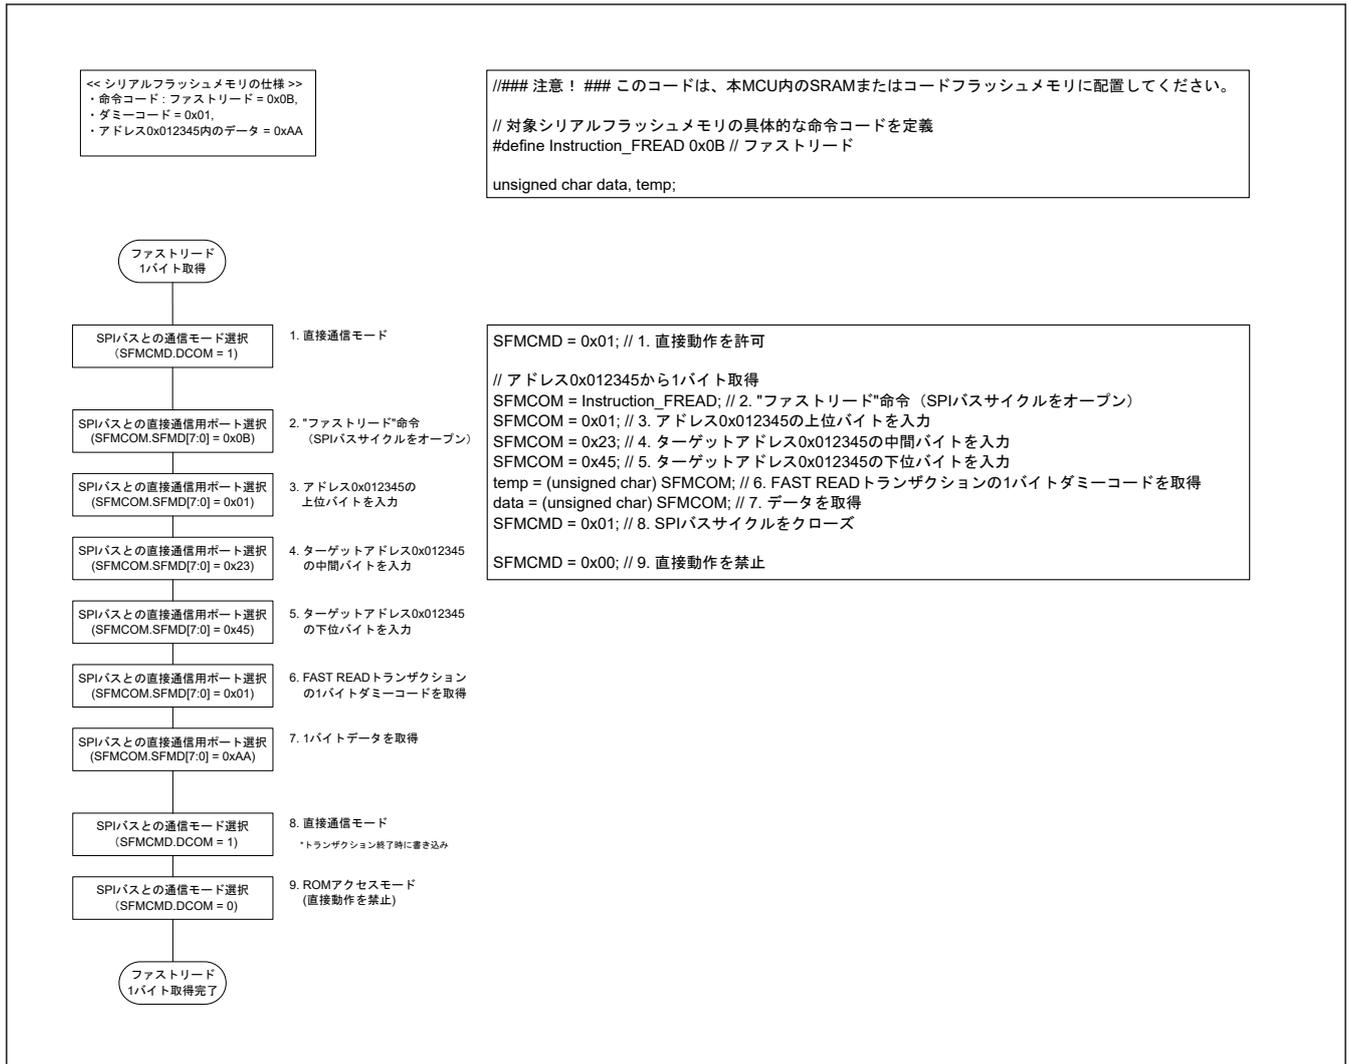 << シリアルフラッシュメモリの仕様 >>
・命令コード : ファストリード = 0x0B,
・ダミーコード = 0x01,
・アドレス0x012345内のデータ = 0xAA
//### 注意！ ### このコードは、本MCU内のSRAMまたはコードフラッシュメモリに配置してください。
// 対象シリアルフラッシュメモリの具体的な命令コードを定義
#define Instruction_FREAD 0x0B // ファストリード
unsigned char data, temp;
ファストリード
1バイト取得
SPIバスとの通信モード選択
（SFMCMD.DCOM = 1)
1. 直接通信モード
SPIバスとの直接通信用ポート選択
(SFMCOM.SFMD[7:0] = 0x0B)
2. "ファストリード"命令
（SPIバスサイクルをオープン）
SPIバスとの直接通信用ポート選択
(SFMCOM.SFMD[7:0] = 0x01)
3. アドレス0x012345の
上位バイトを入力
SPIバスとの直接通信用ポート選択
(SFMCOM.SFMD[7:0] = 0x23)
4. ターゲットアドレス0x012345
の中間バイトを入力
SPIバスとの直接通信用ポート選択
(SFMCOM.SFMD[7:0] = 0x45)
5. ターゲットアドレス0x012345
の下位バイトを入力
SPIバスとの直接通信用ポート選択
(SFMCOM.SFMD[7:0] = 0x01)
6. FAST READトランザクション
の1バイトダミーコードを取得
SPIバスとの直接通信用ポート選択
(SFMCOM.SFMD[7:0] = 0xAA)
7. 1バイトデータを取得
SPIバスとの通信モード選択
（SFMCMD.DCOM = 1)
8. 直接通信モード
*トランザクション終了時に書き込み
SPIバスとの通信モード選択
（SFMCMD.DCOM = 0)
9. ROMアクセスモード
(直接動作を禁止)
ファストリード
1バイト取得完了
SFMCMD = 0x01; // 1. 直接動作を許可
// アドレス0x012345から1バイト取得
SFMCOM = Instruction_FREAD; // 2. "ファストリード"命令（SPIバスサイクルをオープン）
SFMCOM = 0x01; // 3. アドレス0x012345の上位バイトを入力
SFMCOM = 0x23; // 4. ターゲットアドレス0x012345の中間バイトを入力
SFMCOM = 0x45; // 5. ターゲットアドレス0x012345の下位バイトを入力
temp = (unsigned char) SFMCOM; // 6. FAST READトランザクションの1バイトダミーコードを取得
data = (unsigned char) SFMCOM; // 7. データを取得
SFMCMD = 0x01; // 8. SPIバスサイクルをクローズ
SFMCMD = 0x00; // 9. 直接動作を禁止